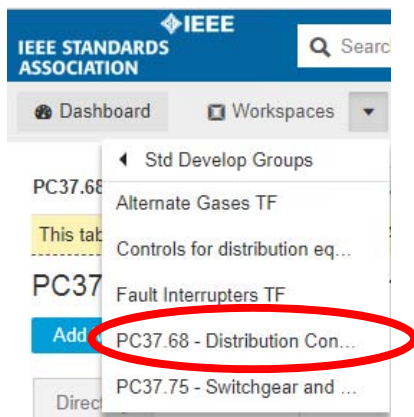 IEEE
IEEE STANDARDS
ASSOCIATION
Searc
Dashboard
Workspaces
Std Develop Groups
PC37.68
Alternate Gases TF
This tab
Controls for distribution eq...
PC37
Fault Interrupters TF
Add
PC37.68 - Distribution Con...
PC37.75 - Switchgear and ...
Direc